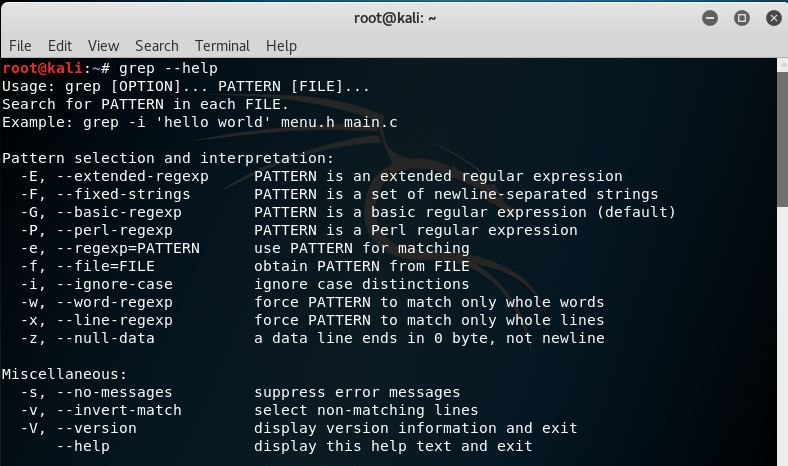 root@kali: ~
File Edit View Search Terminal Help
root@kali:~# grep --help
Usage: grep [OPTION]... PATTERN [FILE]...
Search for PATTERN in each FILE.
Example: grep -i 'hello world' menu.h main.c

Pattern selection and interpretation:
  -E, --extended-regexp     PATTERN is an extended regular expression
  -F, --fixed-strings       PATTERN is a set of newline-separated strings
  -G, --basic-regexp        PATTERN is a basic regular expression (default)
  -P, --perl-regexp         PATTERN is a Perl regular expression
  -e, --regexp=PATTERN      use PATTERN for matching
  -f, --file=FILE           obtain PATTERN from FILE
  -i, --ignore-case         ignore case distinctions
  -w, --word-regexp         force PATTERN to match only whole words
  -x, --line-regexp         force PATTERN to match only whole lines
  -z, --null-data           a data line ends in 0 byte, not newline

Miscellaneous:
  -s, --no-messages         suppress error messages
  -v, --invert-match        select non-matching lines
  -V, --version             display version information and exit
      --help                display this help text and exit